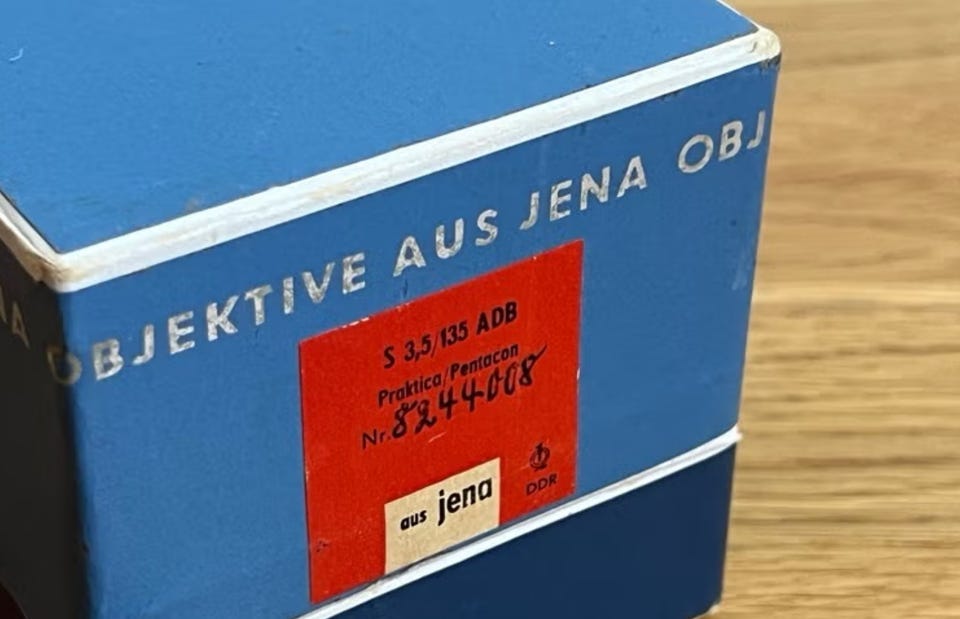 OBJEKTIVE AUS JENA OBJ
S 3,5/135 ADB
Praktica/Pentacon
Nr. 8244008
aus jena
DDR